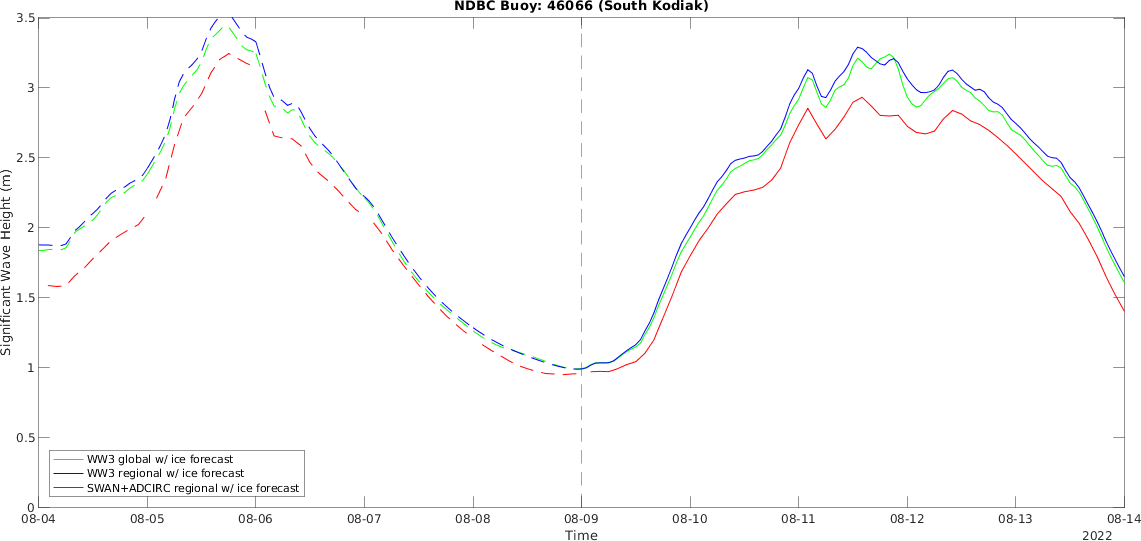 NDBC Buoy: 46066 (South Kodiak)
3.5
3
2.5
2
1.5
1
0.5
0
Significant Wave Height (m)
WW3 global w/ ice forecast
WW3 regional w/ ice forecast
SWAN+ADCIRC regional w/ ice forecast
08-04 08-05 08-06 08-07 08-08 08-09 08-10 08-11 08-12 08-13 08-14
Time
2022